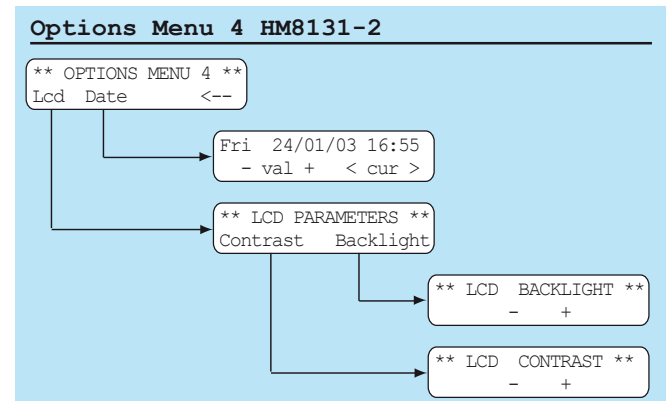 Options Menu 4 HM8131-2
** OPTIONS MENU 4 **
Lcd Date <--
Fri 24/01/03 16:55
- val + < cur >
** LCD PARAMETERS **
Contrast Backlight
** LCD BACKLIGHT **
- +
** LCD CONTRAST **
- +